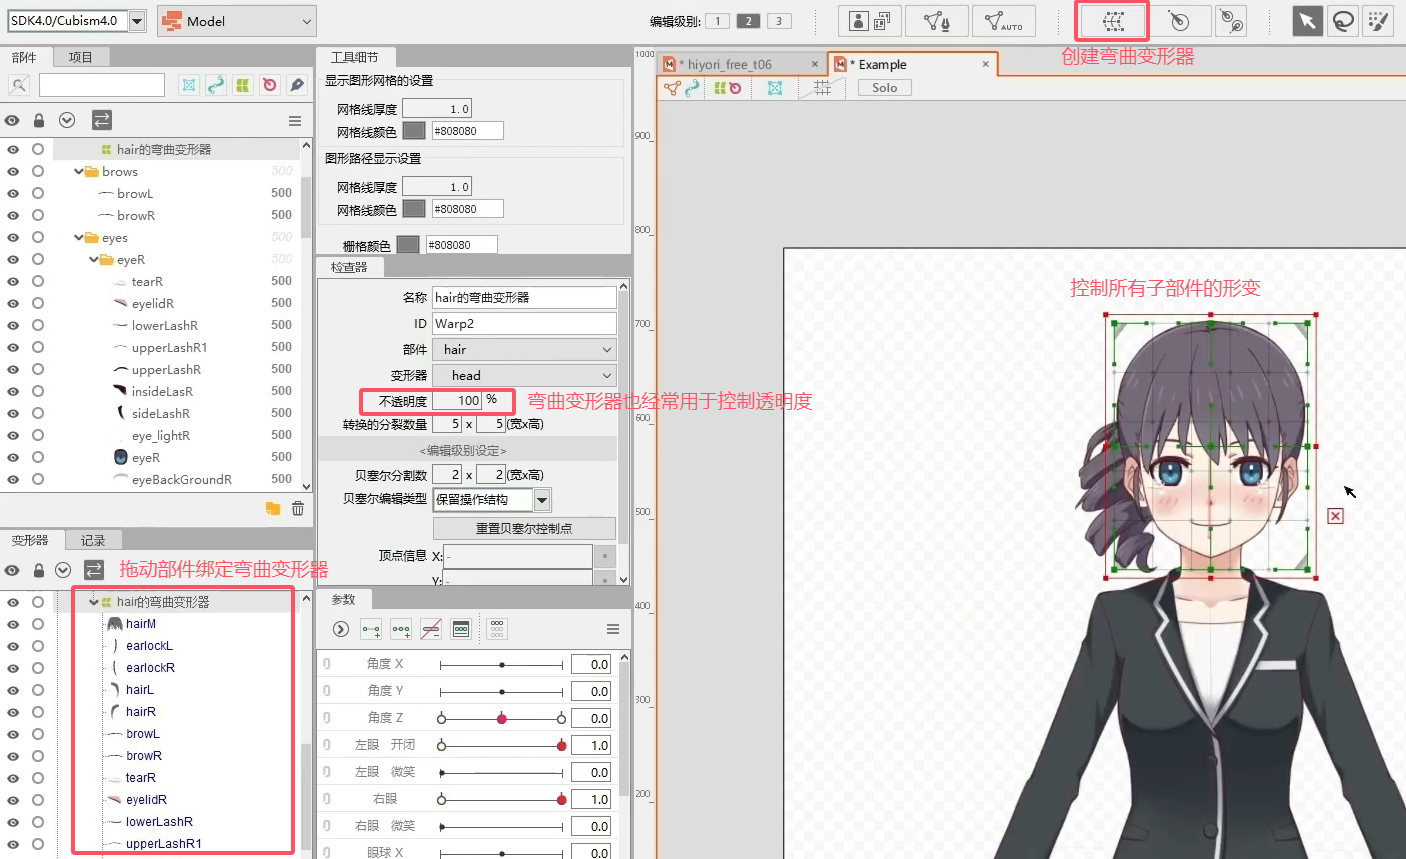 SDK4.0/Cubism4.0
Model
编辑级别:
1
2
3
AUTO
创建弯曲变形器
部件
项目
hair的弯曲变形器
brows
500
browL
500
browR
500
eyes
500
eyeR
500
tearR
500
eyelidR
500
lowerLashR
500
upperLashR1
500
upperLashR
500
insideLasR
500
sideLashR
500
eye_lightR
500
eyeR
500
eyeBackGroundR
500
变形器
记录
拖动部件绑定弯曲变形器
hair的弯曲变形器
hairM
earlockL
earlockR
hairL
hairR
browL
browR
tearR
eyelidR
lowerLashR
upperLashR1
工具细节
显示图形网格的设置
网格线厚度
1.0
网格线颜色
#808080
图形路径显示设置
网格线厚度
1.0
网格线颜色
#808080
栅格颜色
#808080
检查器
名称
hair的弯曲变形器
ID
Warp2
部件
hair
变形器
head
不透明度
100
%
弯曲变形器也经常用于控制透明度
转换的分裂数量
5 x 5 (宽x高)
<编辑级别设定>
贝塞尔分割数
2 x 2 (宽x高)
贝塞尔编辑类型
保留操作结构
重置贝塞尔控制点
顶点信息 X: -
Y: -
参数
角度 X
0.0
角度 Y
0.0
角度 Z
0.0
左眼 开闭
1.0
左眼 微笑
0.0
右眼
1.0
右眼 微笑
0.0
眼球 X
0.0
* hiyori_free_t06 ×
* Example ×
Solo
1000
900
800
700
600
500
400
300
200
控制所有子部件的形变